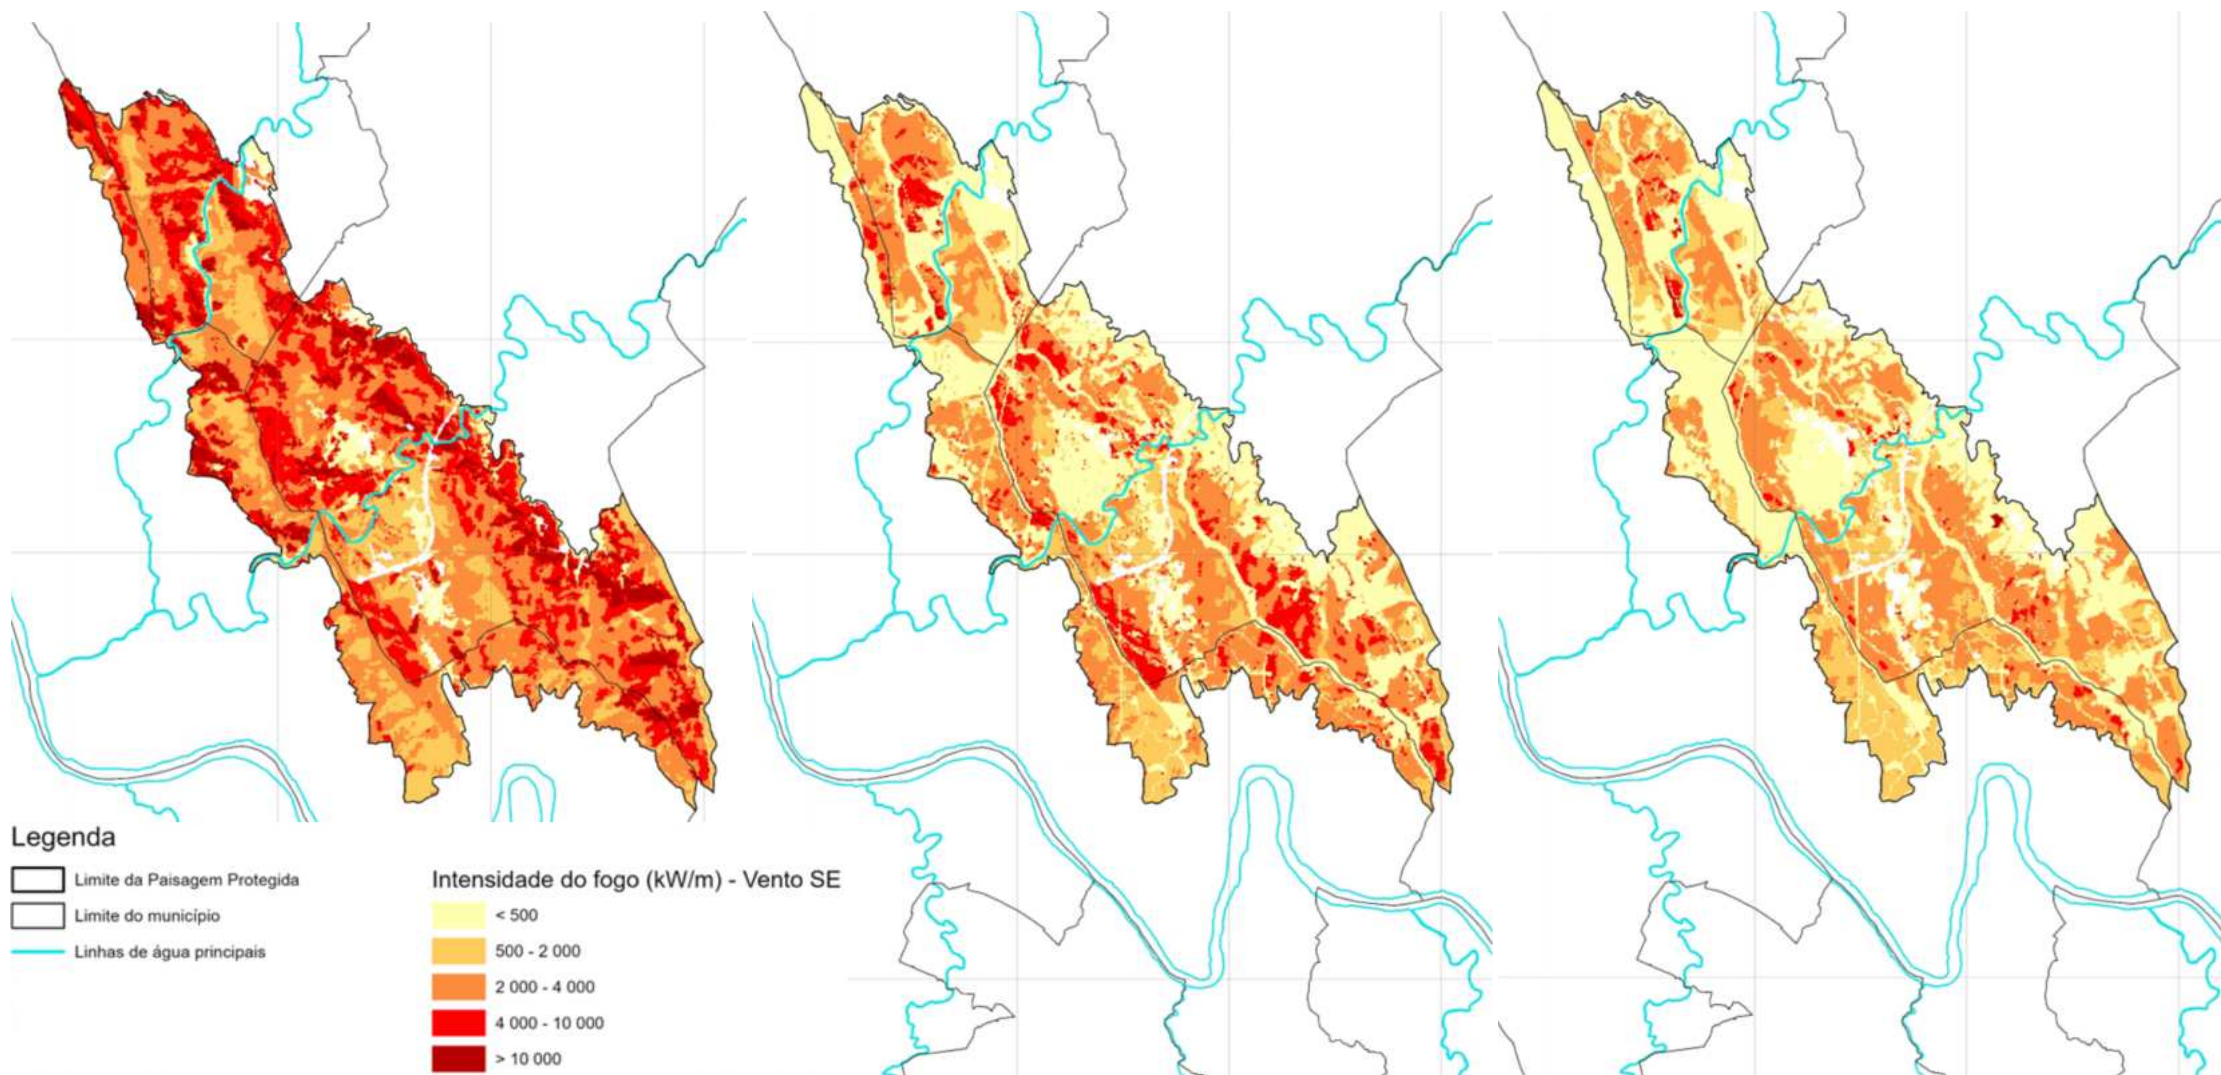 Legenda
Limite da Paisagem Protegida
Limite do município
Linhas de água principais
Intensidade do fogo (kW/m) - Vento SE
< 500
500 - 2 000
2 000 - 4 000
4 000 - 10 000
> 10 000